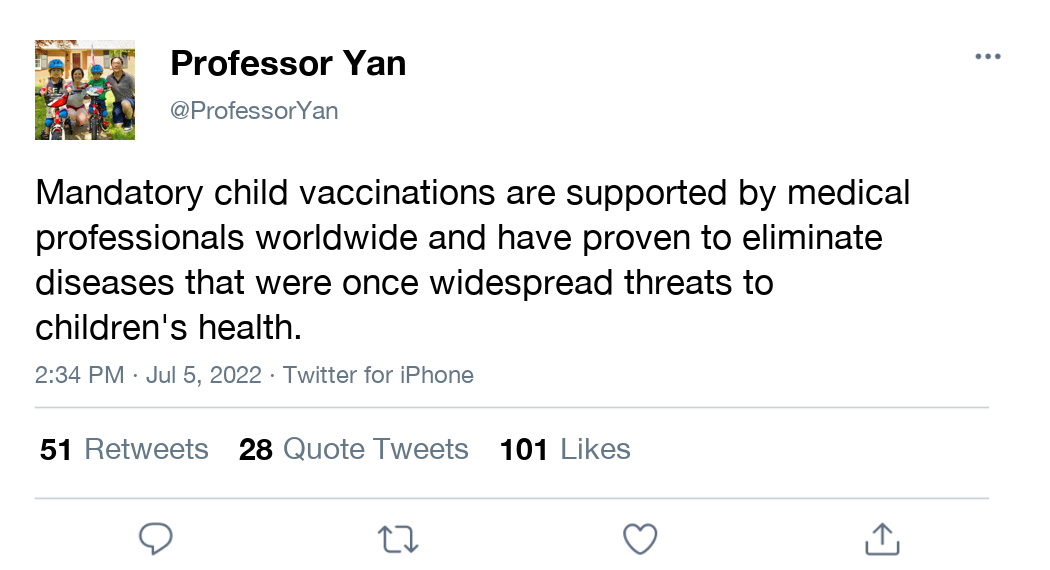 Professor Yan
@ProfessorYan
Mandatory child vaccinations are supported by medical
professionals worldwide and have proven to eliminate
diseases that were once widespread threats to
children's health.
2:34 PM · Jul 5, 2022 · Twitter for iPhone
51 Retweets 28 Quote Tweets 101 Likes